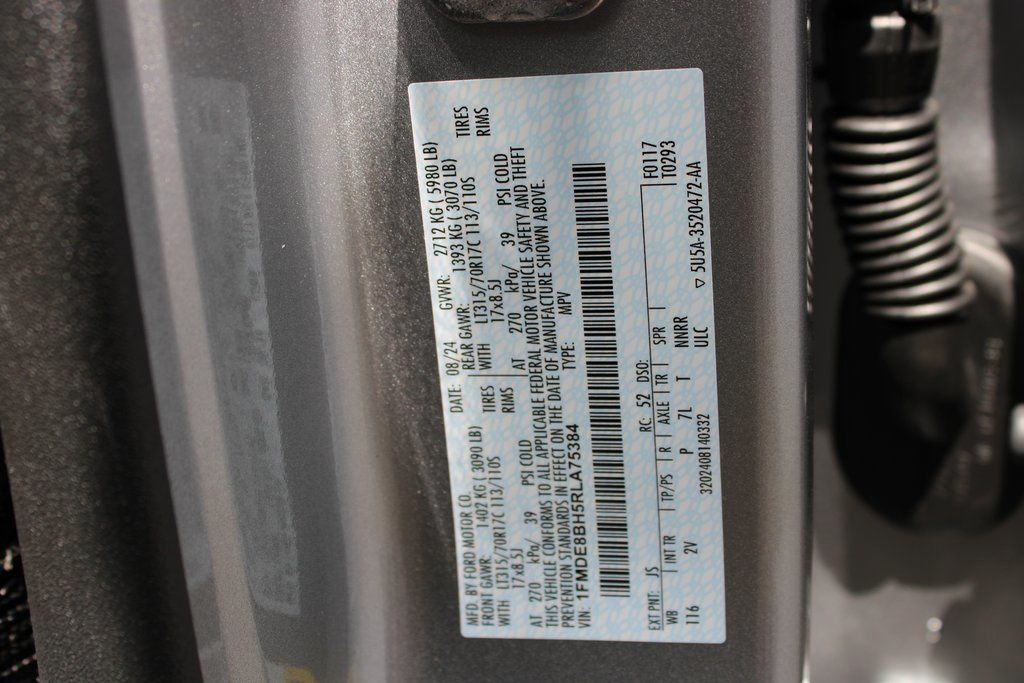 MFD. BY FORD MOTOR CO. DATE: 08/24 GVWR: 2712 KG ( 5980 LB)
FRONT GAWR: 1402 KG ( 3090 LB) REAR GAWR: 1393 KG ( 3070 LB)
WITH LT315/70R17C 113/110S TIRES WITH LT315/70R17C 113/110S TIRES
17x8.5J RIMS 17x8.5J RIMS
AT 270 kPa/ 39 PSI COLD AT 270 kPa/ 39 PSI COLD
THIS VEHICLE CONFORMS TO ALL APPLICABLE FEDERAL MOTOR VEHICLE SAFETY AND THEFT
PREVENTION STANDARDS IN EFFECT ON THE DATE OF MANUFACTURE SHOWN ABOVE.
VIN: 1FMDE8BH5RLA75384 TYPE: MPV
EXT PNT: JS RC: 52 DSO: F0117
WB INT TR TP/PS R AXLE TR SPR T0293
116 2V P 7L T NNRR
3202408140332 ULC ▽ 5U5A-3520472-AA